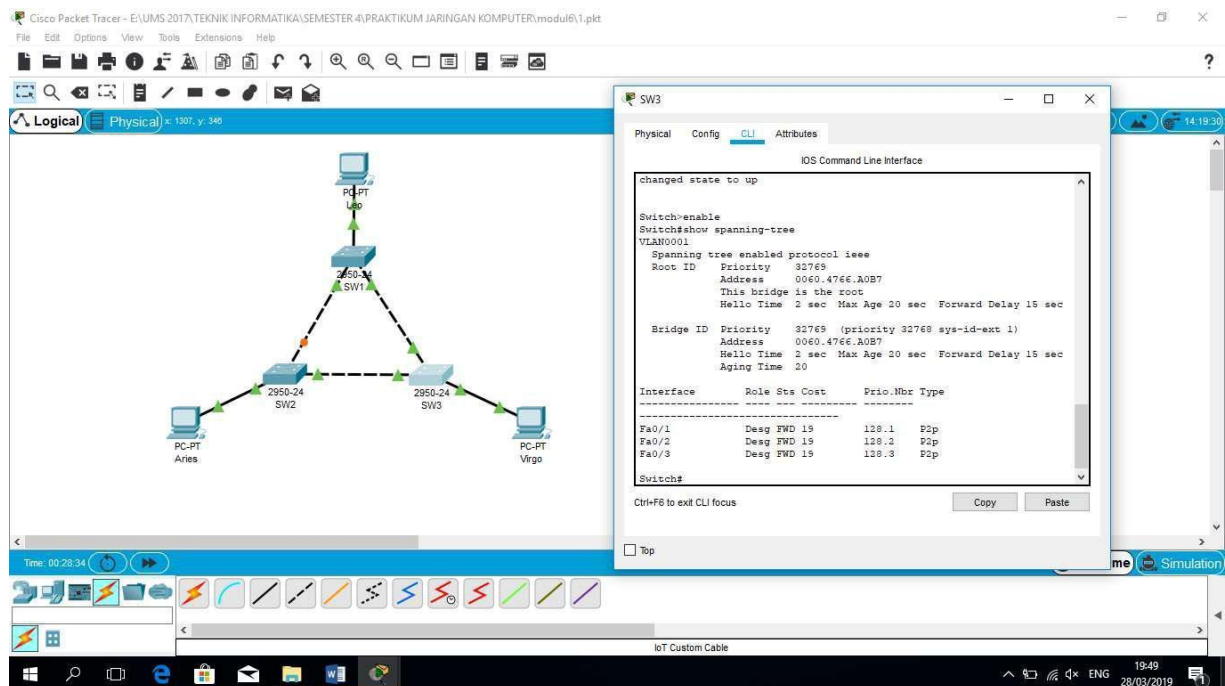 Cisco Packet Tracer - E:\UMS 2017\TEKNIK INFORMATIKA\SEMESTER 4\PRAKTIKUM JARINGAN KOMPUTER\modul6\1.pkt
File Edit Options View Tools Extensions Help
?
Logical Physical x: 1307, y: 346
14:19:30
PC-PT
Leo
2950-24
SW1
2950-24
SW2
2950-24
SW3
PC-PT
Aries
PC-PT
Virgo
SW3
Physical Config CLI Attributes
IOS Command Line Interface
changed state to up
Switch>enable
Switch#show spanning-tree
VLAN0001
Spanning tree enabled protocol ieee
Root ID Priority 32769
Address 0060.4766.A0B7
This bridge is the root
Hello Time 2 sec Max Age 20 sec Forward Delay 15 sec
Bridge ID Priority 32769 (priority 32768 sys-id-ext 1)
Address 0060.4766.A0B7
Hello Time 2 sec Max Age 20 sec Forward Delay 15 sec
Aging Time 20
Interface Role Sts Cost Prio.Nbr Type
---------------- ---- --- --------- --------
--------------------------------
Fa0/1 Desg FWD 19 128.1 P2p
Fa0/2 Desg FWD 19 128.2 P2p
Fa0/3 Desg FWD 19 128.3 P2p
Switch#
Ctrl+F6 to exit CLI focus
Copy Paste
Top
Time: 00:28:34
me Simulation
IoT Custom Cable
ENG
19:49
28/03/2019